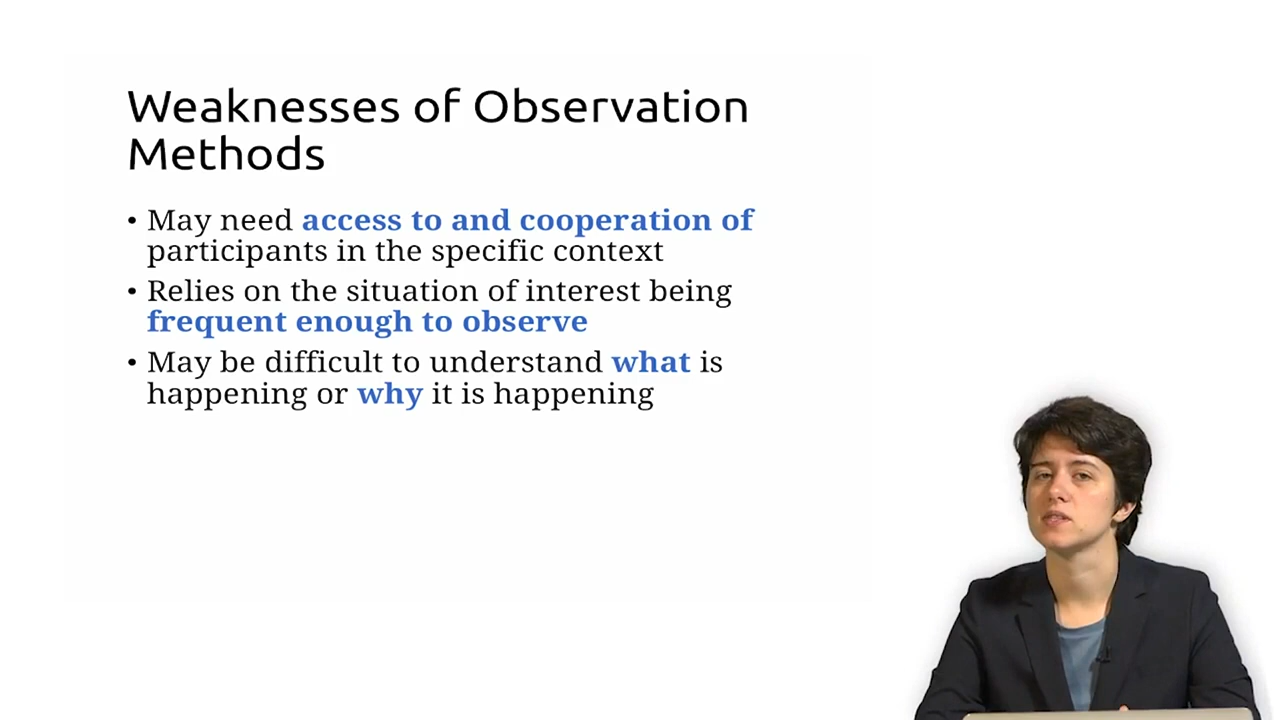 Weaknesses of Observation
Methods
• May need access to and cooperation of
participants in the specific context
• Relies on the situation of interest being
frequent enough to observe
• May be difficult to understand what is
happening or why it is happening